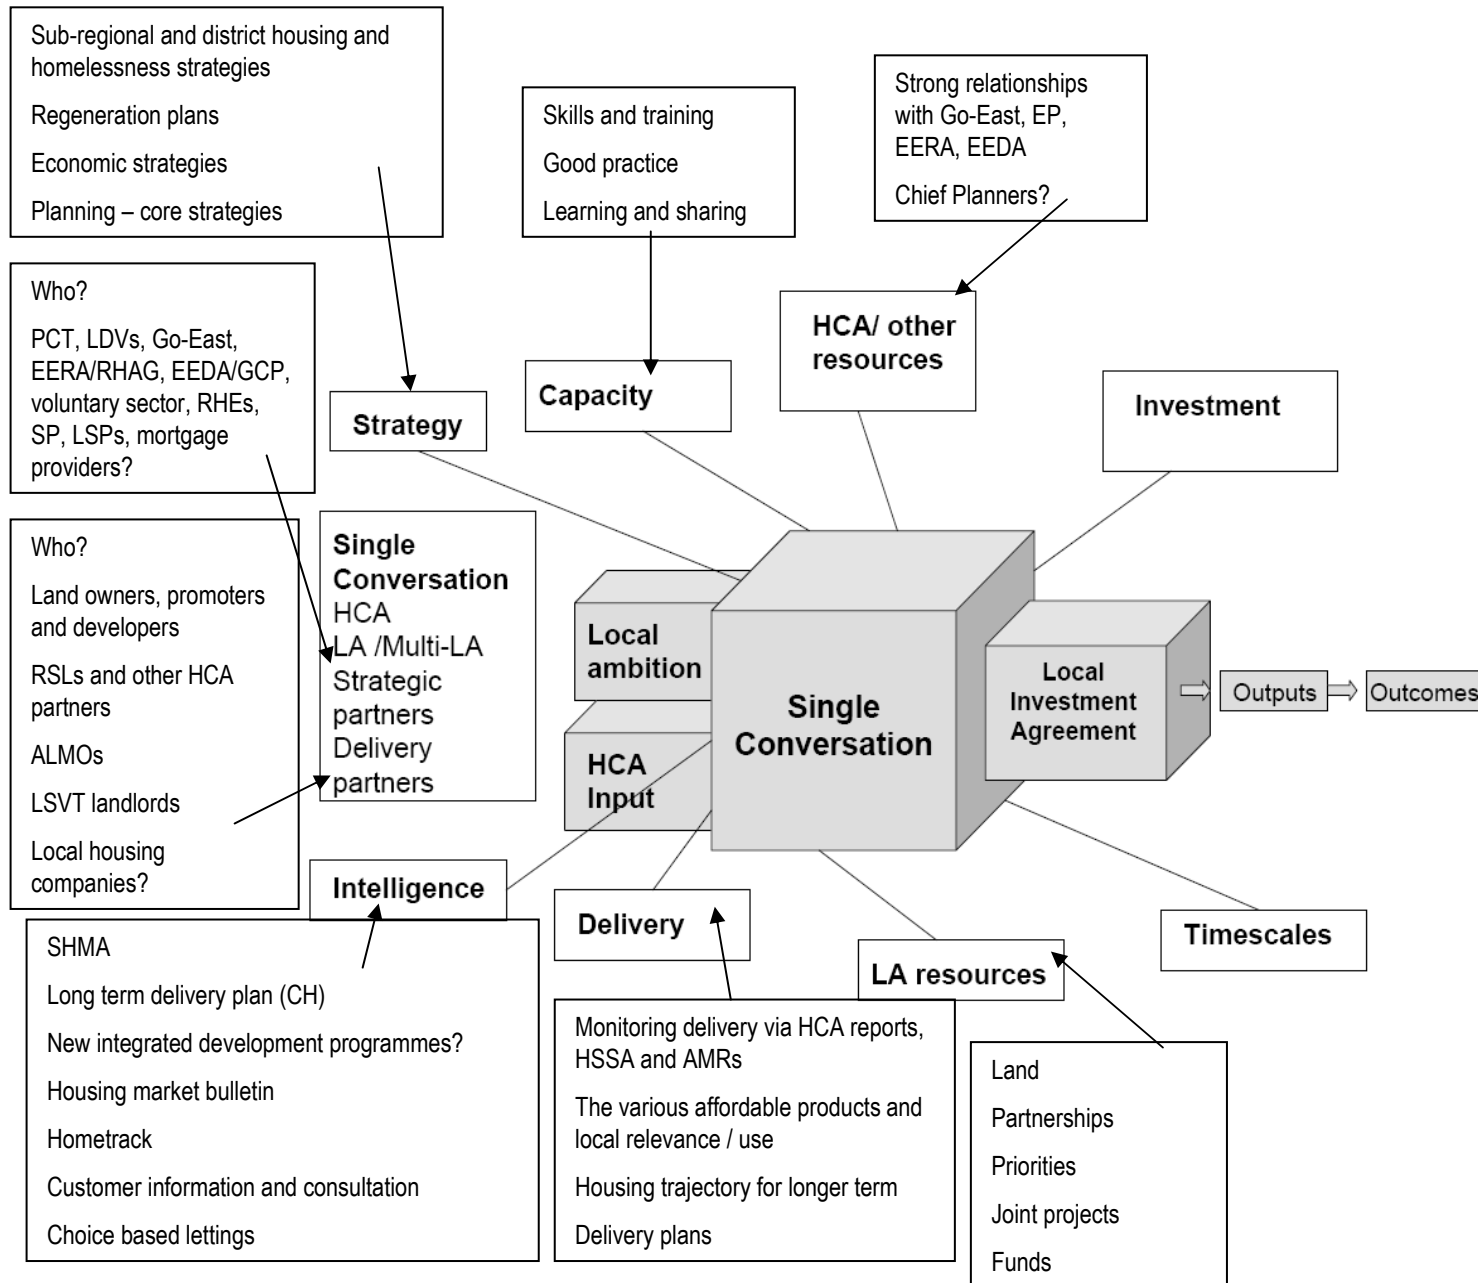 Sub-regional and district housing and
homelessness strategies
Regeneration plans
Economic strategies
Planning – core strategies
Skills and training
Good practice
Learning and sharing
Strong relationships
with Go-East, EP,
EERA, EEDA
Chief Planners?
Who?
PCT, LDVs, Go-East,
EERA/RHAG, EEDA/GCP,
voluntary sector, RHEs,
SP, LSPs, mortgage
providers?
Strategy
Capacity
HCA/ other
resources
Investment
Who?
Land owners, promoters
and developers
RSLs and other HCA
partners
ALMOs
LSVT landlords
Local housing
companies?
Single
Conversation
HCA
LA /Multi-LA
Strategic
partners
Delivery
partners
Local
ambition
HCA
Input
Single
Conversation
Local
Investment
Agreement
Outputs
Outcomes
Intelligence
Delivery
LA resources
Timescales
SHMA
Long term delivery plan (CH)
New integrated development programmes?
Housing market bulletin
Hometrack
Customer information and consultation
Choice based lettings
Monitoring delivery via HCA reports,
HSSA and AMRs
The various affordable products and
local relevance / use
Housing trajectory for longer term
Delivery plans
Land
Partnerships
Priorities
Joint projects
Funds